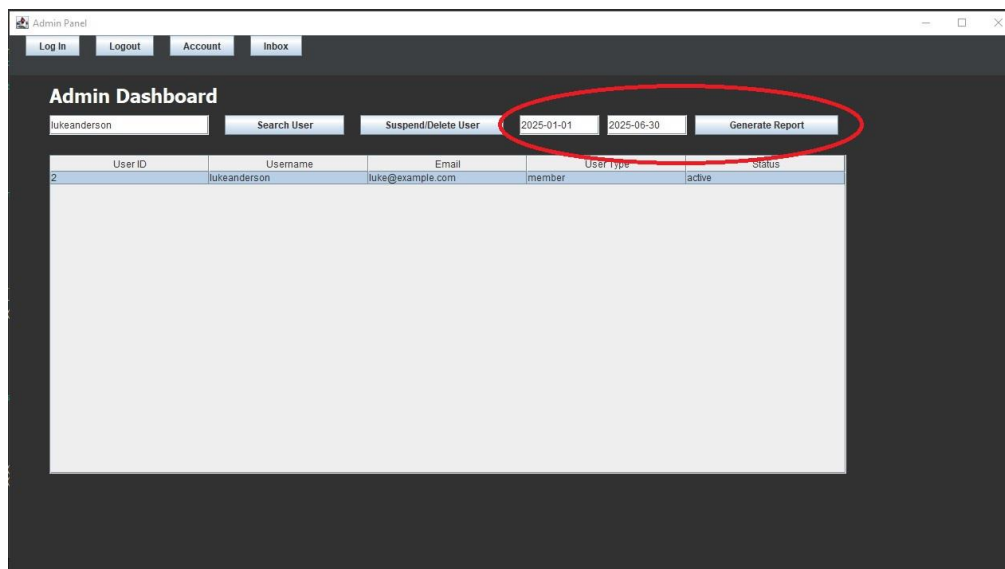 Admin Panel
Log In Logout Account Inbox
Admin Dashboard
lukeanderson Search User Suspend/Delete User 2025-01-01 2025-06-30 Generate Report
User ID Username Email User Type Status
2 lukeanderson luke@example.com member active